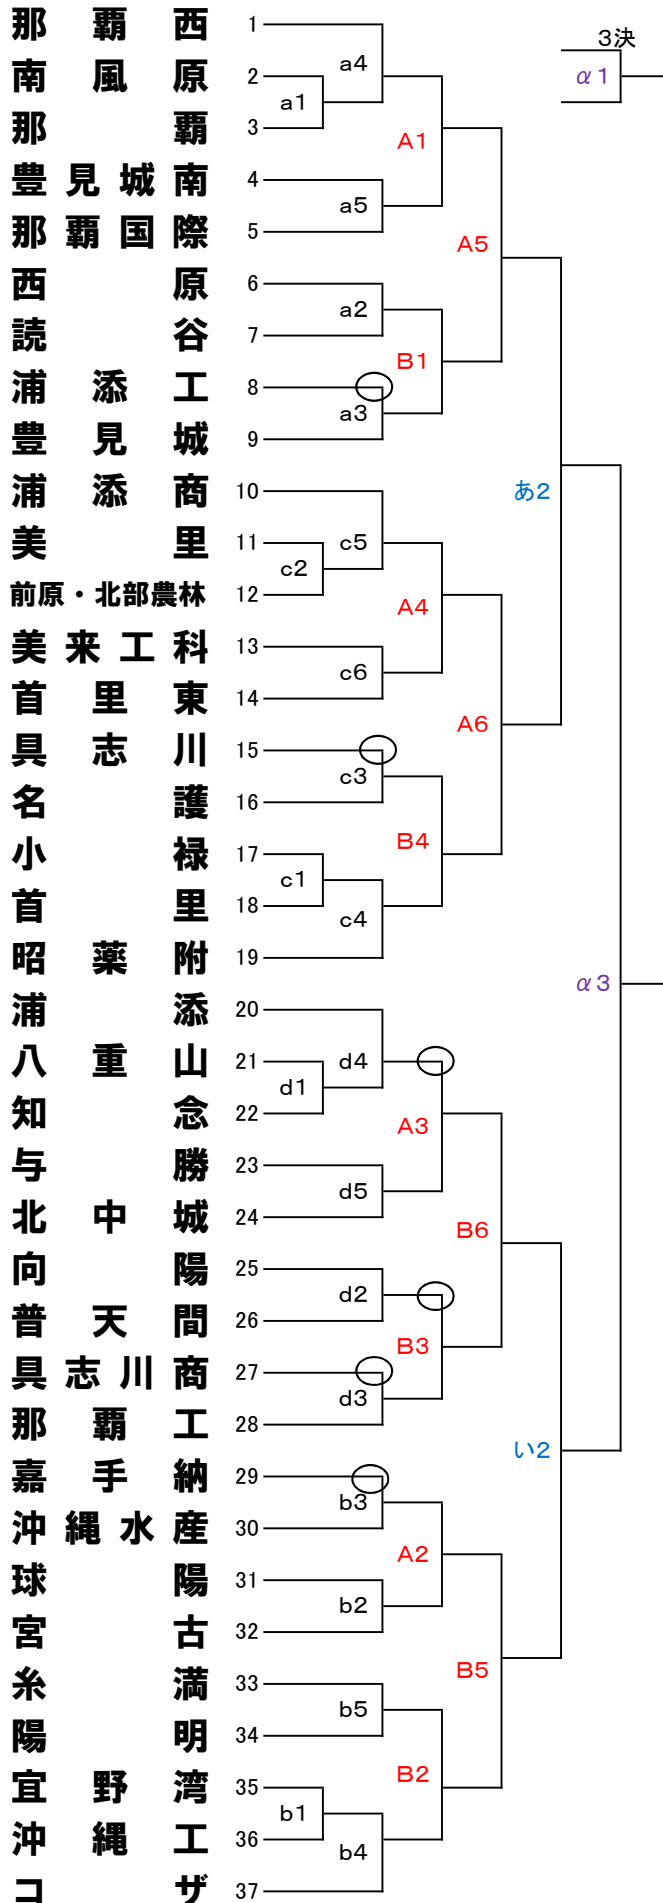 那覇西 1
3決
a4
α1
南風原 2
a1
那覇 3
A1
豊見城南 4
a5
那覇国際 5
A5
西原 6
a2
読谷 7
B1
浦添工 8
a3
豊見城 9
浦添商 10
あ2
美里 11
c5
c2
前原・北部農林 12
A4
美来工科 13
c6
首里東 14
A6
具志川 15
c3
名護 16
B4
小禄 17
c1
首里 18
c4
昭薬附 19
α3
浦添 20
八重山 21
d4
d1
知念 22
A3
与勝 23
d5
北中城 24
B6
向陽 25
d2
普天間 26
B3
具志川商 27
d3
那覇工 28
い2
嘉手納 29
b3
沖縄水産 30
A2
球陽 31
b2
宮古 32
B5
糸満 33
b5
陽明 34
B2
宜野湾 35
b1
沖縄工 36
b4
コザ 37